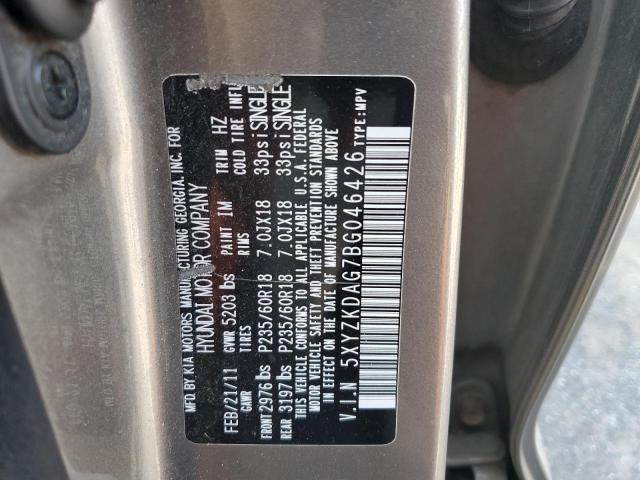 MFD. BY KIA MOTORS MANUFACTURING GEORGIA, INC. FOR
HYUNDAI MOTOR COMPANY
FEB/21/11 GVWR 5203 lbs PAINT IM TRIM HZ
GAWR TIRES RIMS COLD TIRE INFL
FRONT 2976 lbs P235/60R18 7.0JX18 33psi SINGLE
REAR 3197 lbs P235/60R18 7.0JX18 33psi SINGLE
THIS VEHICLE CONFORMS TO ALL APPLICABLE U.S.A. FEDERAL
MOTOR VEHICLE SAFETY AND THEFT PREVENTION STANDARDS
IN EFFECT ON THE DATE OF MANUFACTURE SHOWN ABOVE
V.I.N 5XYZKDAG7BG046426 TYPE:MPV